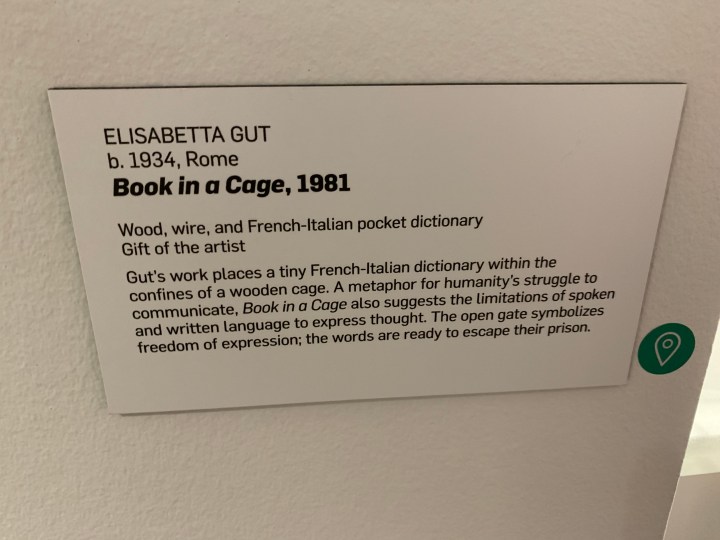 ELISABETTA GUT
b. 1934, Rome
Book in a Cage, 1981
Wood, wire, and French-Italian pocket dictionary
Gift of the artist
Gut's work places a tiny French-Italian dictionary within the
confines of a wooden cage. A metaphor for humanity's struggle to
communicate, Book in a Cage also suggests the limitations of spoken
and written language to express thought. The open gate symbolizes
freedom of expression; the words are ready to escape their prison.